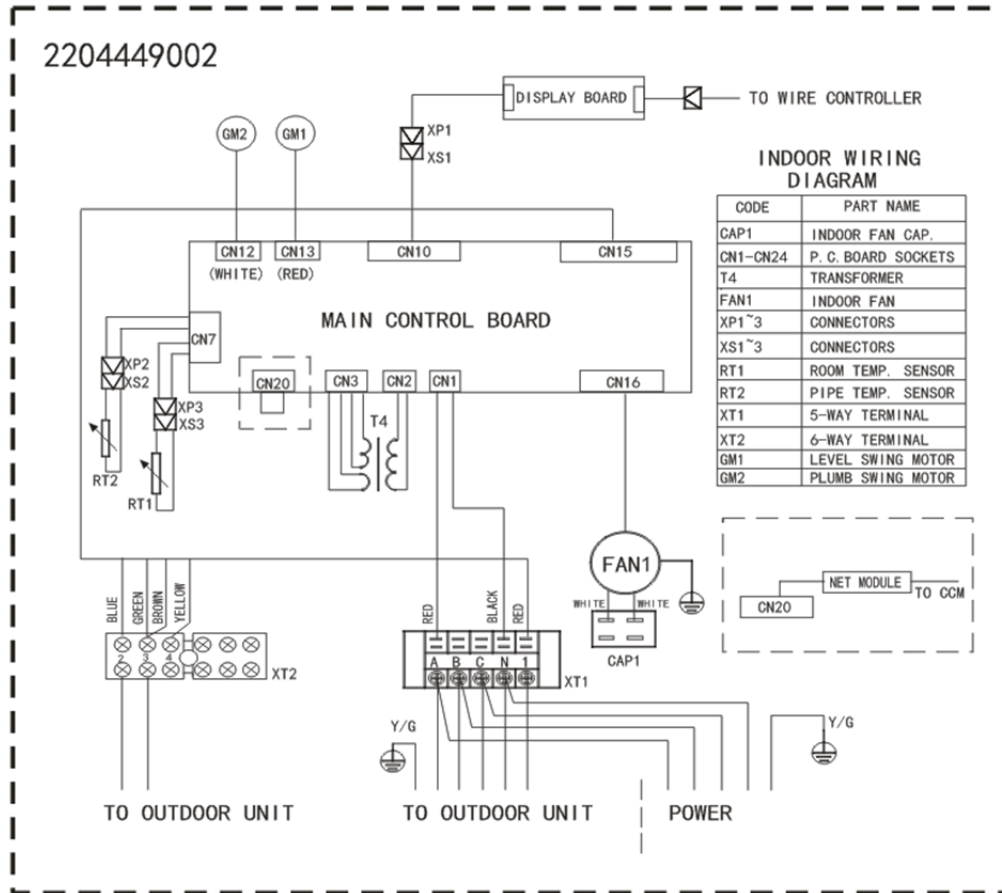 2204449002
DISPLAY BOARD
TO WIRE CONTROLLER
GM2
GM1
XP1
XS1
INDOOR WIRING
DIAGRAM
CODE PART NAME
CAP1 INDOOR FAN CAP.
CN1-CN24 P.C.BOARD SOCKETS
T4 TRANSFORMER
FAN1 INDOOR FAN
XP1~3 CONNECTORS
XS1~3 CONNECTORS
RT1 ROOM TEMP. SENSOR
RT2 PIPE TEMP. SENSOR
XT1 5-WAY TERMINAL
XT2 6-WAY TERMINAL
GM1 LEVEL SWING MOTOR
GM2 PLUMB SWING MOTOR
CN12
(WHITE)
CN13
(RED)
CN10
CN15
MAIN CONTROL BOARD
CN7
XP2
XS2
XP3
XS3
RT2
RT1
CN20
CN3
CN2
CN1
CN16
T4
FAN1
WHITE
WHITE
CAP1
NET MODULE
CN20
TO CCM
BLUE
GREEN
BROWN
YELLOW
2 3 4
XT2
RED
BLACK
RED
A B C N 1
XT1
Y/G
Y/G
TO OUTDOOR UNIT
TO OUTDOOR UNIT
POWER